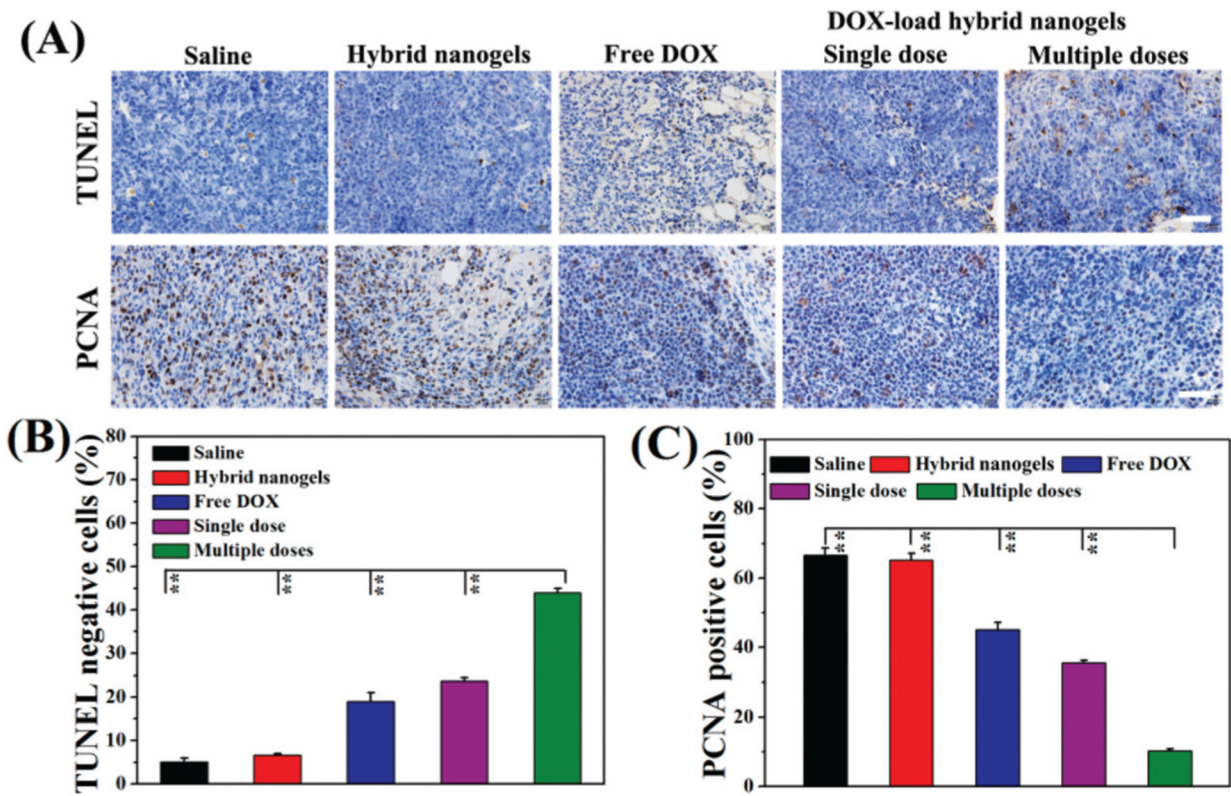 (A)
DOX-load hybrid nanogels
Saline Hybrid nanogels Free DOX Single dose Multiple doses
TUNEL
PCNA
(B)
TUNEL negative cells (%)
80
70
60
50
40
30
20
10
0
Saline
Hybrid nanogels
Free DOX
Single dose
Multiple doses
** ** ** **
(C)
PCNA positive cells (%)
100
80
60
40
20
0
Saline Hybrid nanogels Free DOX
Single dose Multiple doses
** ** ** **